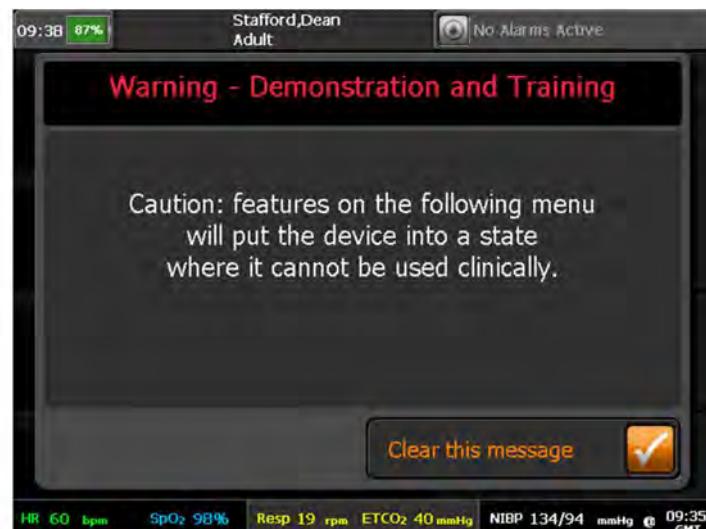 09:38 87% Stafford,Dean No Alarms Active
Adult
Warning - Demonstration and Training
Caution: features on the following menu
will put the device into a state
where it cannot be used clinically.
Clear this message
HR 60 bpm SpO₂ 98% Resp 19 rpm ETCO₂ 40 mmHg NIBP 134/94 mmHg @ 09:35
GMT